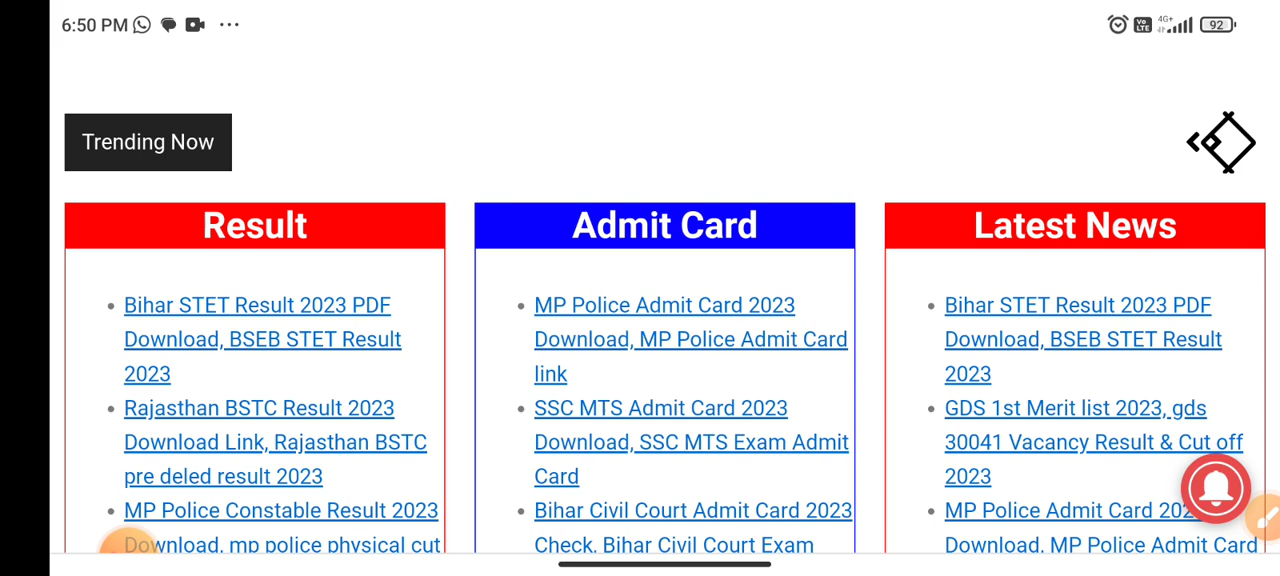 6:50 PM
Vo LTE
4G+
92
Trending Now
Result
Bihar STET Result 2023 PDF
Download, BSEB STET Result
2023
Rajasthan BSTC Result 2023
Download Link, Rajasthan BSTC
pre deled result 2023
MP Police Constable Result 2023
Download, mp police physical cut
Admit Card
MP Police Admit Card 2023
Download, MP Police Admit Card
link
SSC MTS Admit Card 2023
Download, SSC MTS Exam Admit
Card
Bihar Civil Court Admit Card 2023
Check, Bihar Civil Court Exam
Latest News
Bihar STET Result 2023 PDF
Download, BSEB STET Result
2023
GDS 1st Merit list 2023, gds
30041 Vacancy Result & Cut off
2023
MP Police Admit Card 202
Download, MP Police Admit Card